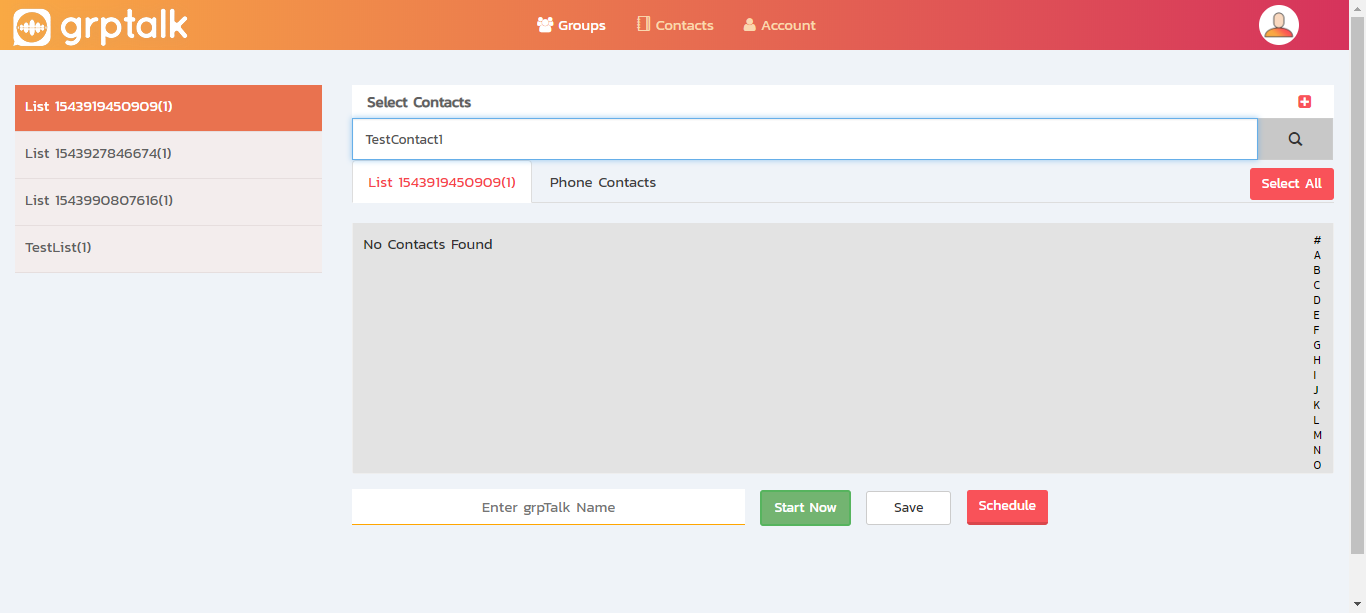 grptalk Groups Contacts Account
List 1543919450909(1)
List 1543927846674(1)
List 1543990807616(1)
TestList(1)
Select Contacts
TestContact1
List 1543919450909(1) Phone Contacts Select All
No Contacts Found
#
A
B
C
D
E
F
G
H
I
J
K
L
M
N
O
Enter grpTalk Name Start Now Save Schedule